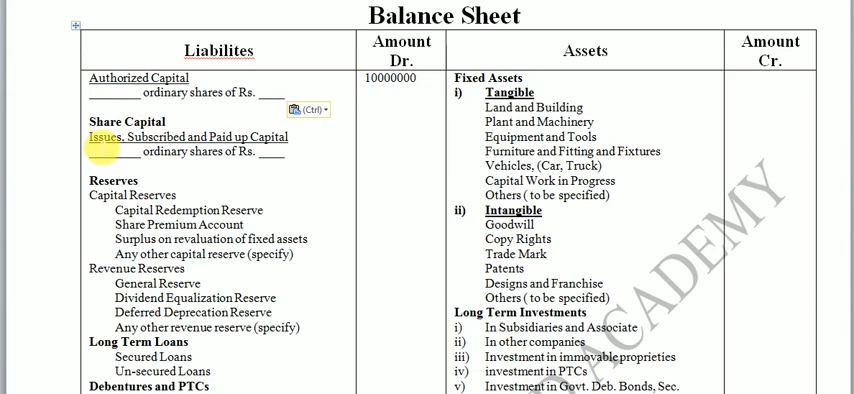 Balance Sheet
Liabilites
Amount
Dr.
Assets
Amount
Cr.
Authorized Capital
________ ordinary shares of Rs. ____
10000000
(Ctrl)
Share Capital
Issues, Subscribed and Paid up Capital
________ ordinary shares of Rs. ____
Reserves
Capital Reserves
Capital Redemption Reserve
Share Premium Account
Surplus on revaluation of fixed assets
Any other capital reserve (specify)
Revenue Reserves
General Reserve
Dividend Equalization Reserve
Deferred Deprecation Reserve
Any other revenue reserve (specify)
Long Term Loans
Secured Loans
Un-secured Loans
Debentures and PTCs
Fixed Assets
i) Tangible
Land and Building
Plant and Machinery
Equipment and Tools
Furniture and Fitting and Fixtures
Vehicles, (Car, Truck)
Capital Work in Progress
Others ( to be specified)
ii) Intangible
Goodwill
Copy Rights
Trade Mark
Patents
Designs and Franchise
Others ( to be specified)
Long Term Investments
i) In Subsidiaries and Associate
ii) In other companies
iii) Investment in immovable proprieties
iv) investment in PTCs
v) Investment in Govt. Deb. Bonds, Sec.
ACADEMY